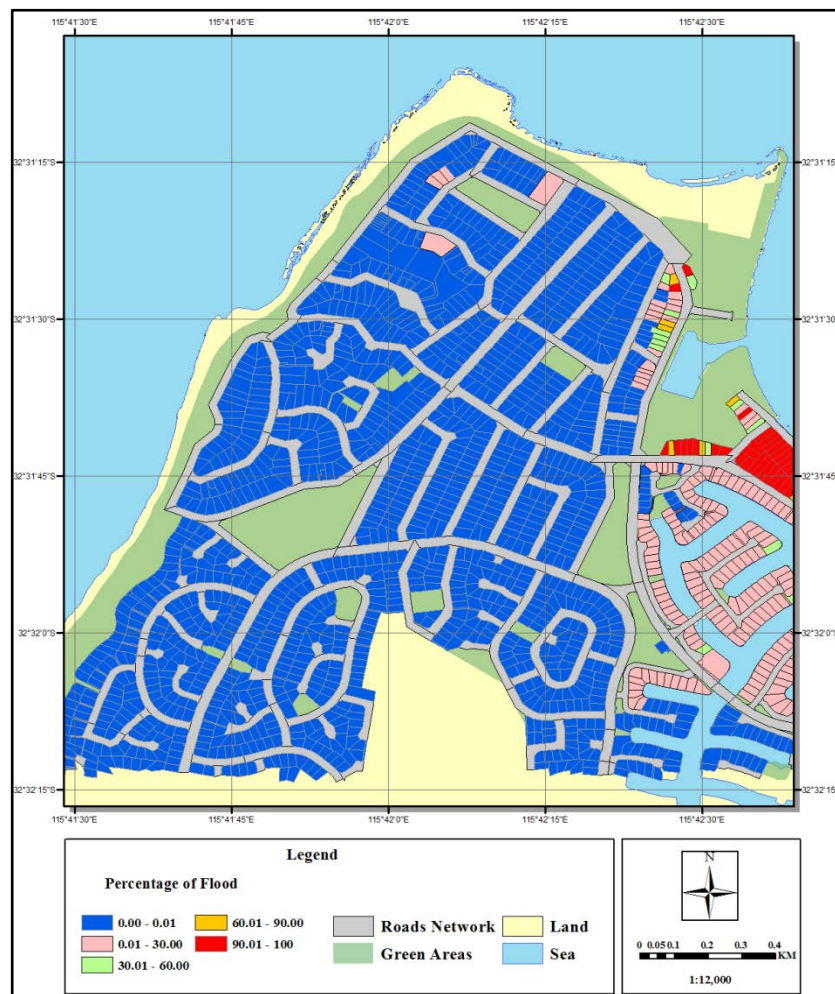 115°41'30"E 115°41'45"E 115°42'0"E 115°42'15"E 115°42'30"E
32°31'15"S 32°31'15"S
32°31'30"S 32°31'30"S
32°31'45"S 32°31'45"S
32°32'0"S 32°32'0"S
32°32'15"S 32°32'15"S
115°41'30"E 115°41'45"E 115°42'0"E 115°42'15"E 115°42'30"E
Legend
Percentage of Flood
0.00 - 0.01 60.01 - 90.00 Roads Network Land
0.01 - 30.00 90.01 - 100 Green Areas Sea
30.01 - 60.00
N
0 0.05 0.1 0.2 0.3 0.4
KM
1:12,000